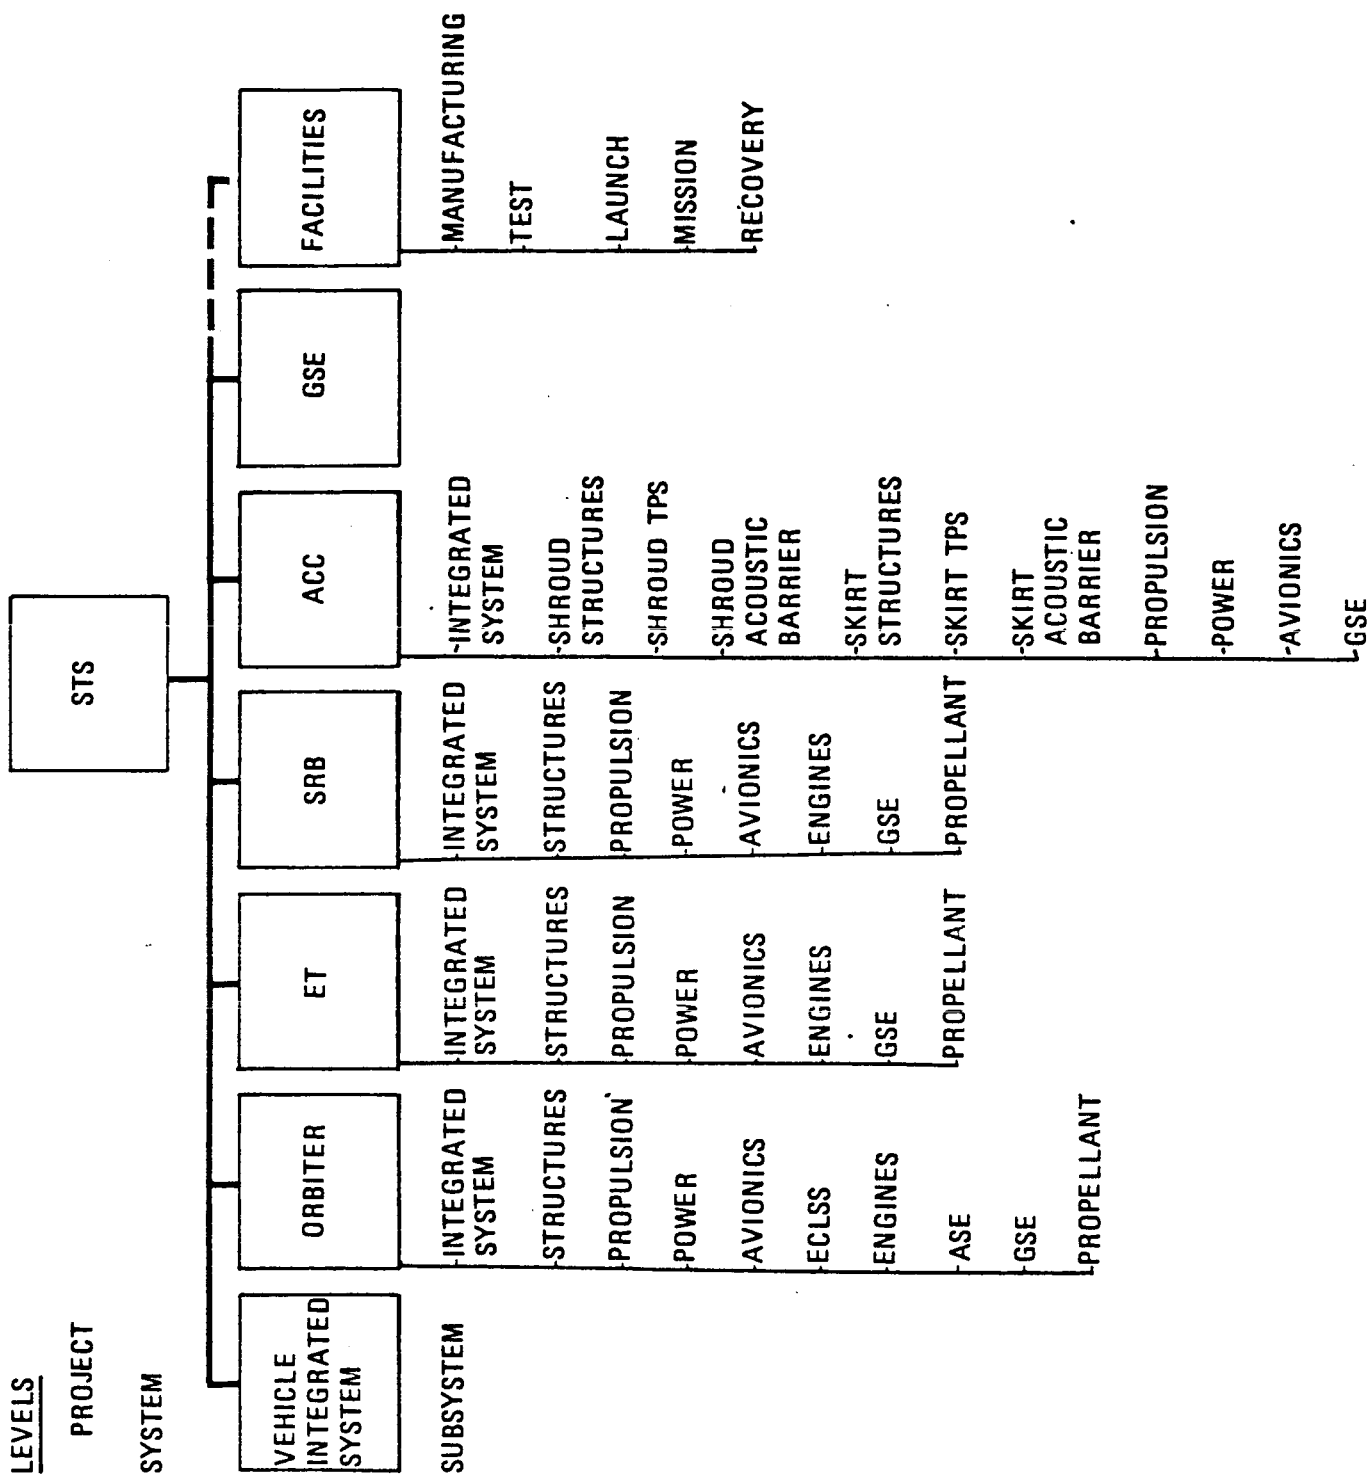 LEVELS
PROJECT
SYSTEM
STS
VEHICLE
INTEGRATED
SYSTEM
SUBSYSTEM
ORBITER
INTEGRATED
SYSTEM
STRUCTURES
PROPULSION
POWER
AVIONICS
ECLSS
ENGINES
ASE
GSE
PROPELLANT
ET
INTEGRATED
SYSTEM
STRUCTURES
PROPULSION
POWER
AVIONICS
ENGINES
GSE
PROPELLANT
SRB
INTEGRATED
SYSTEM
STRUCTURES
PROPULSION
POWER
AVIONICS
ENGINES
GSE
PROPELLANT
ACC
INTEGRATED
SYSTEM
SHROUD
STRUCTURES
SHROUD TPS
SHROUD
ACOUSTIC
BARRIER
SKIRT
STRUCTURES
SKIRT TPS
SKIRT
ACOUSTIC
BARRIER
PROPULSION
POWER
AVIONICS
GSE
GSE
FACILITIES
MANUFACTURING
TEST
LAUNCH
MISSION
RECOVERY